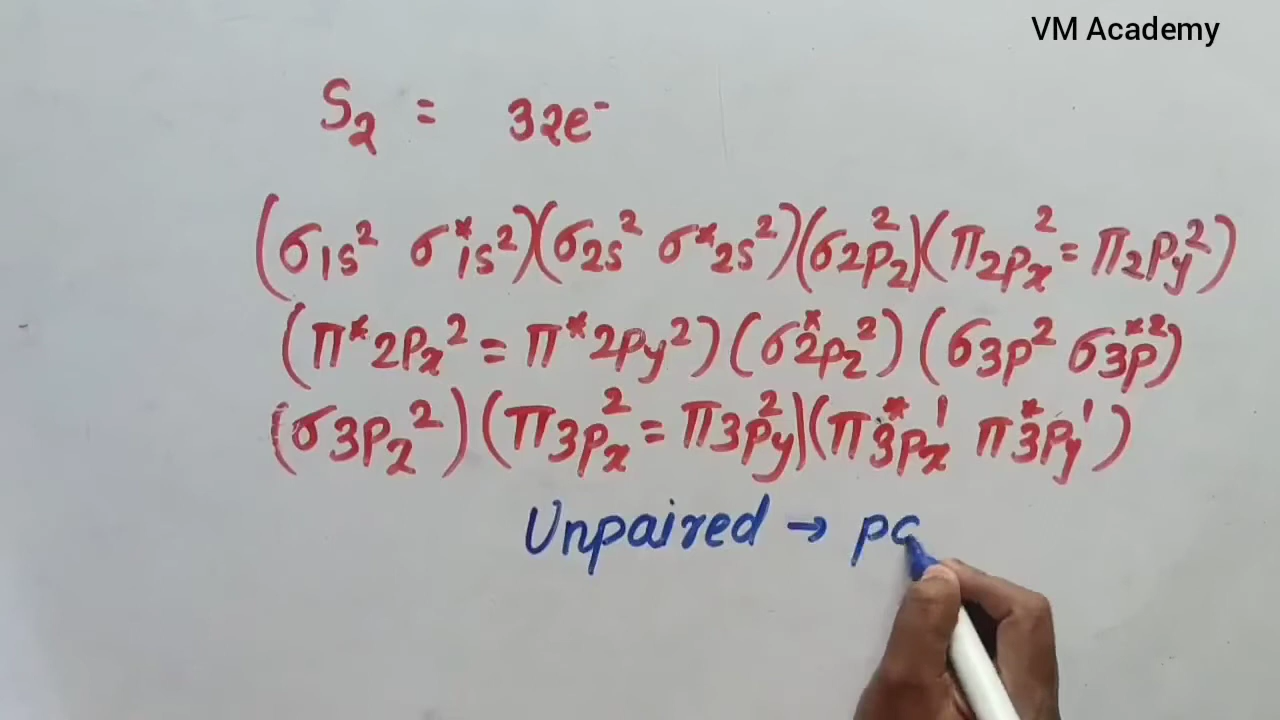 VM Academy
S₂ = 32e⁻
(σ1s² σ*1s²)(σ2s² σ*2s²)(σ2pz²)(π2px² = π2py²)
(π*2px² = π*2py²)(σ*2pz²)(σ3p² σ*3p²)
(σ3pz²)(π3px² = π3py²)(π*3px¹ π*3py¹)
Unpaired → pa